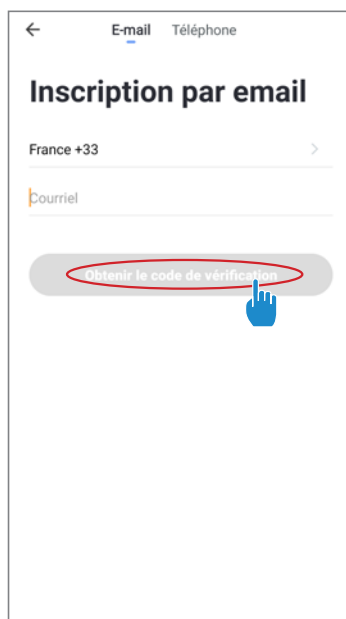 E-mail Téléphone
Inscription par email
France +33
Courriel
Obtenir le code de vérification